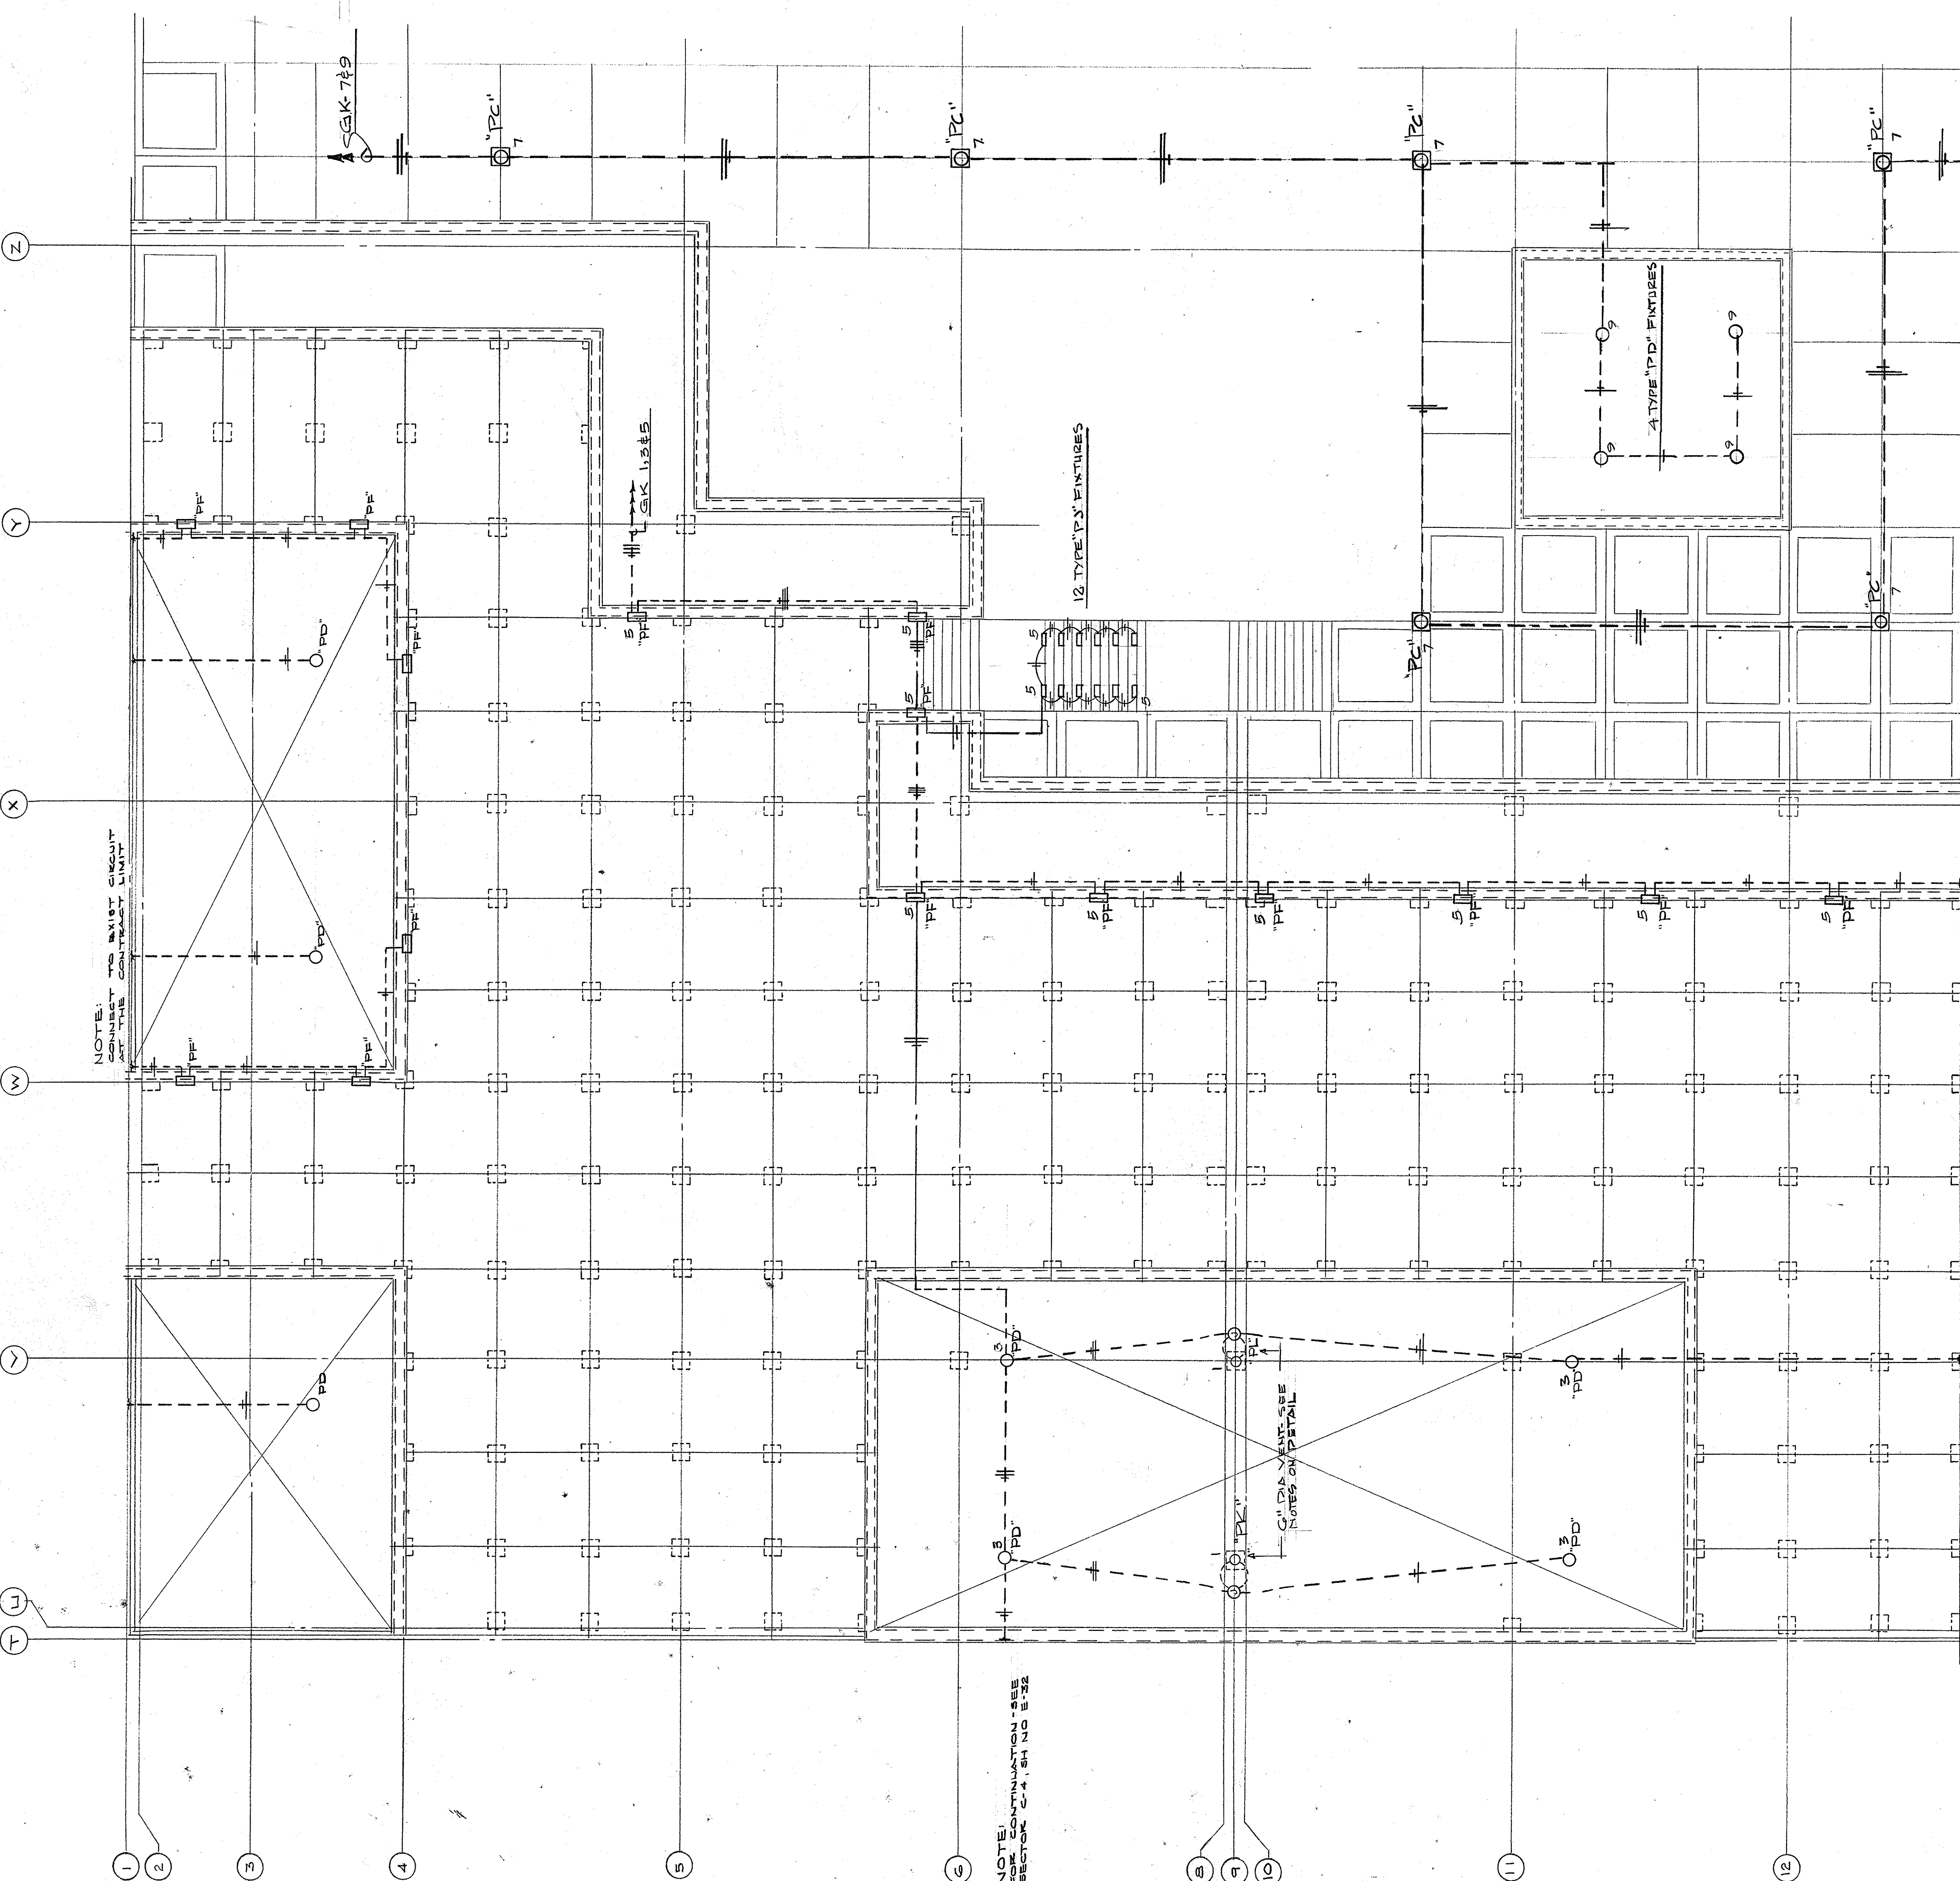 GK-7&9
"PC"
7
"PC"
7
"PC"
7
"PC"
7
Z
4 TYPE "PD" FIXTURES
9
9
9
9
GK 1,3&5
12 TYPE "PS" FIXTURES
Y
"PF"
"PF"
"PD"
"PF"
5
"PF"
5
"PF"
5
"PF"
5
5
5
"PC"
7
"PC"
7
X
NOTE:
CONNECT TO EXIST CIRCUIT
AT THE CONTRACT LIMIT
"PD"
"PF"
5
"PF"
5
"PF"
5
"PF"
5
"PF"
5
"PF"
5
"PF"
W
"PF"
"PF"
V
"PD"
3
"PD"
J
"PL"
3
"PD"
6" DIA VENT-SEE
NOTES ON DETAIL
3
"PD"
"PK"
J
3
"PD"
U
T
NOTE:
FOR CONTINUATION-SEE
SECTOR C-4, SH NO E-32
1
2
3
4
5
6
8
9
10
11
12